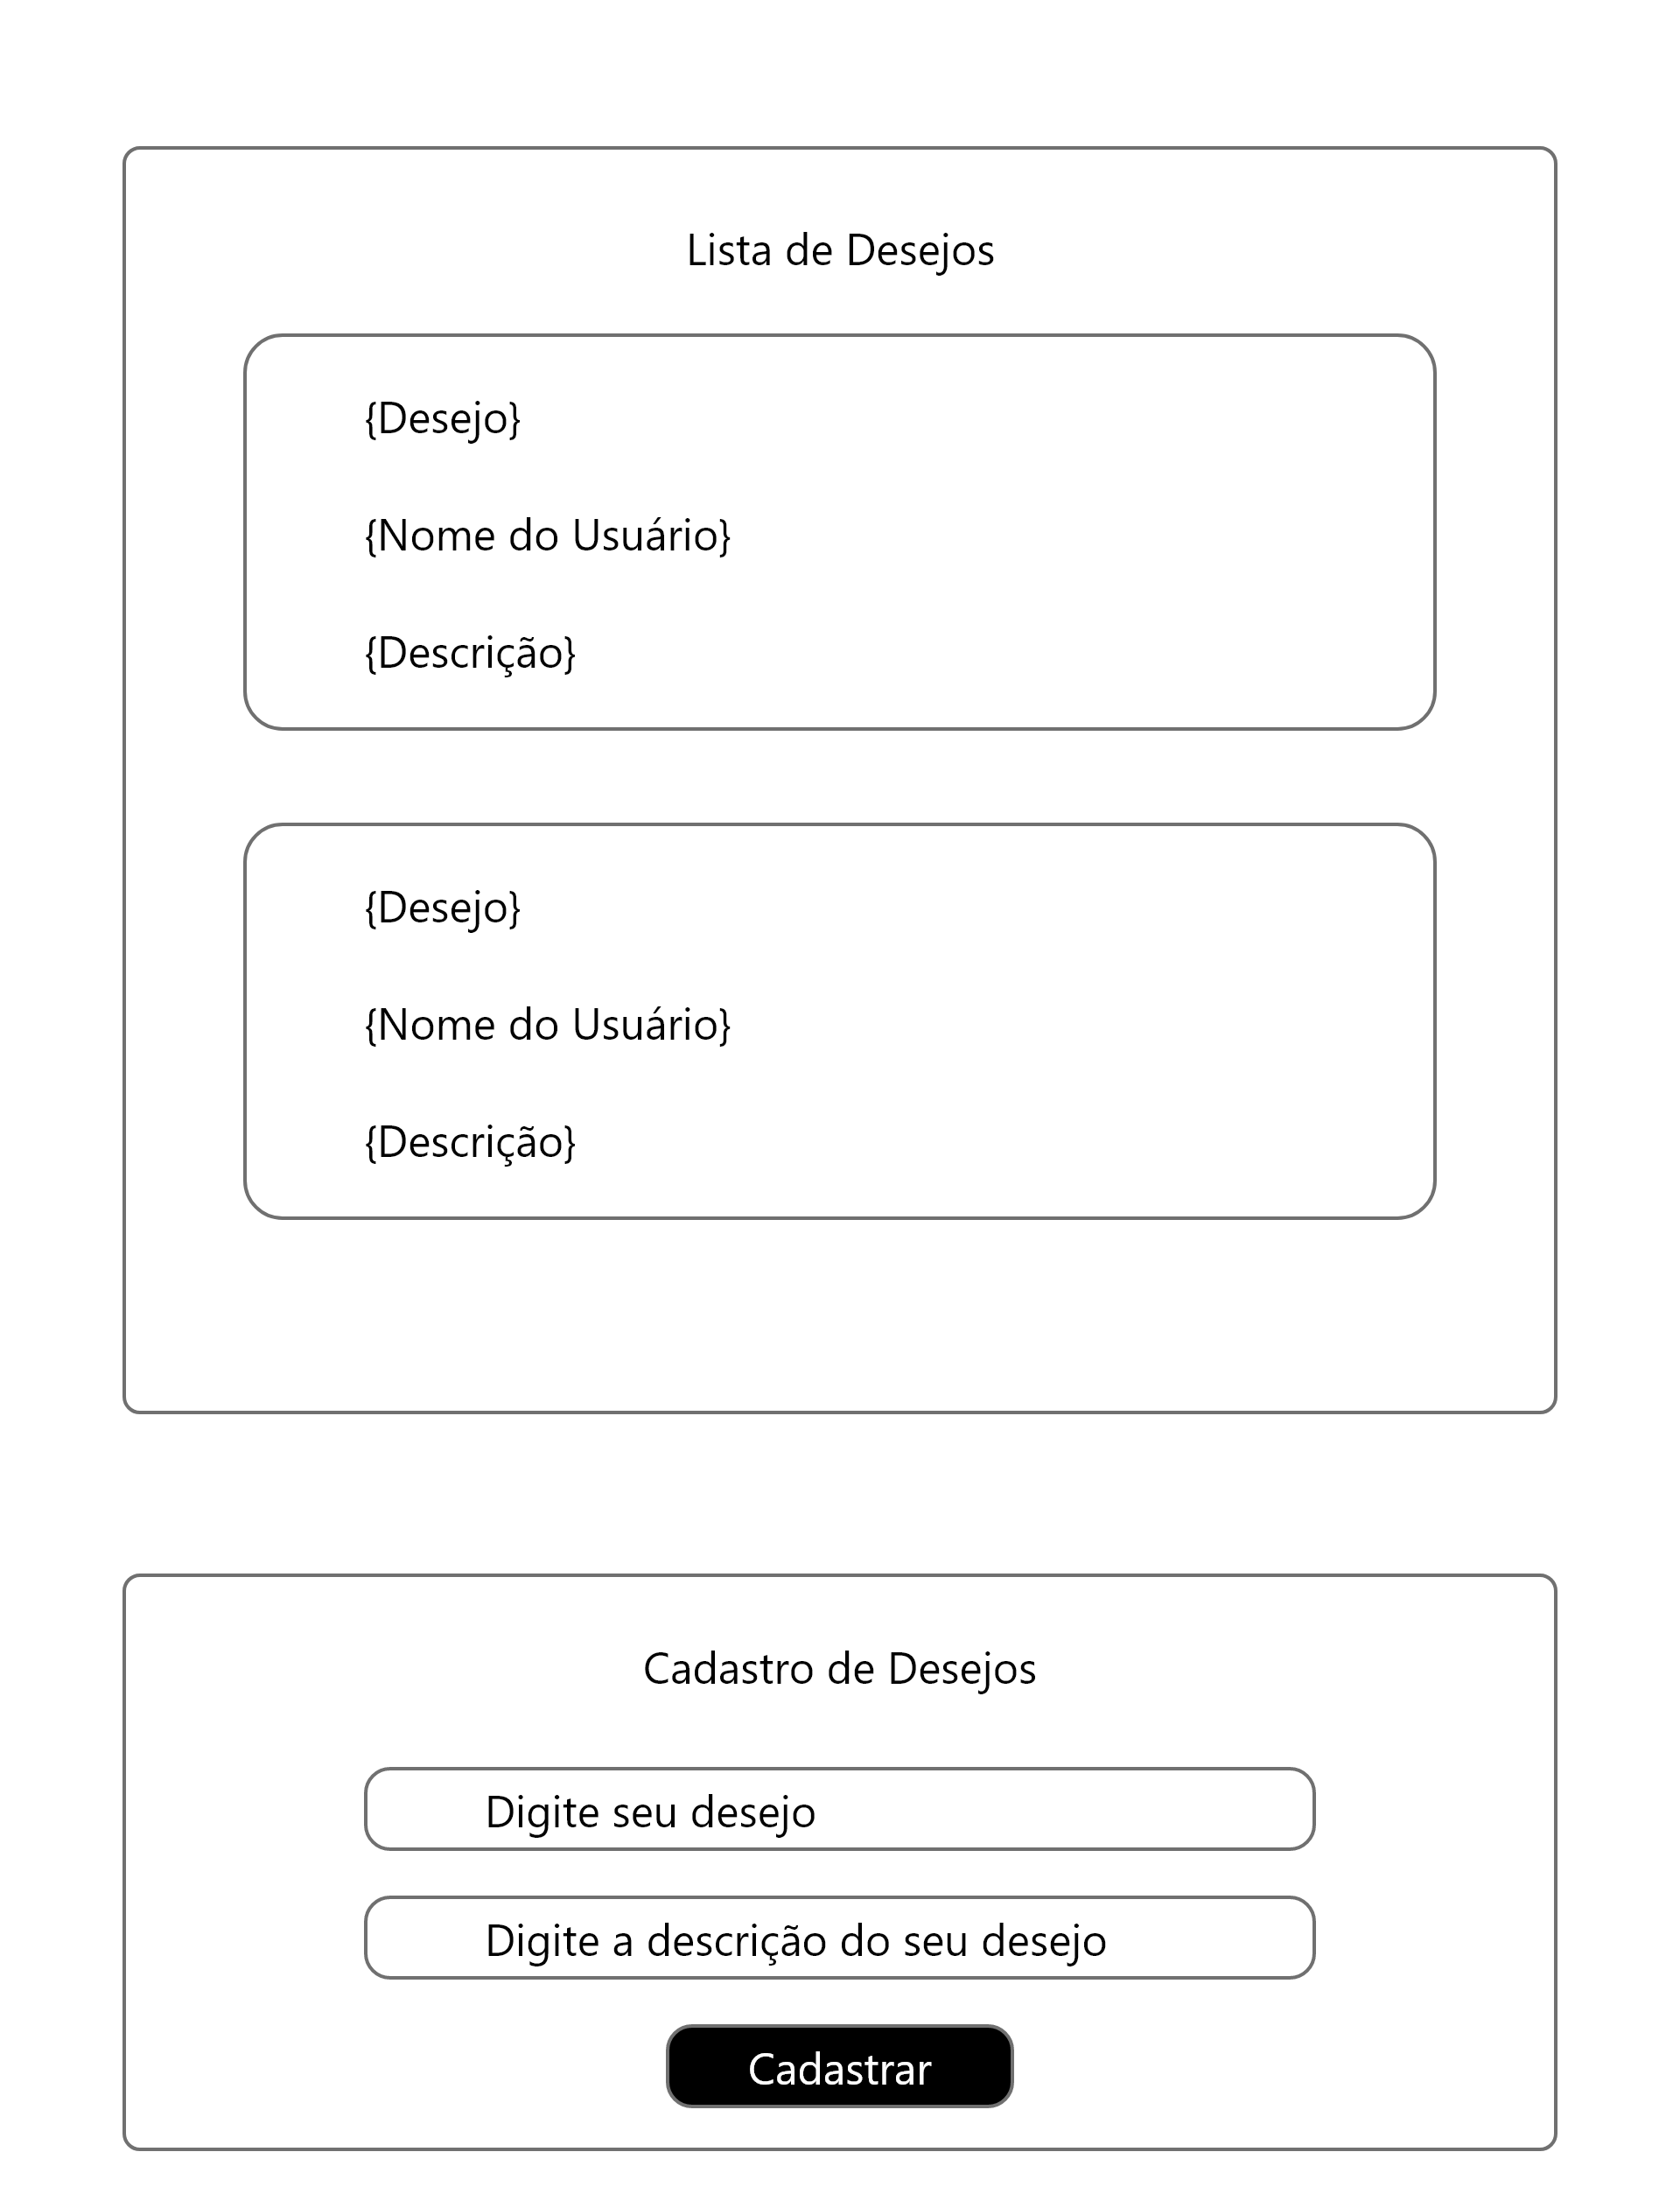 Lista de Desejos
{Desejo}
{Nome do Usuário}
{Descrição}
{Desejo}
{Nome do Usuário}
{Descrição}
Cadastro de Desejos
Digite seu desejo
Digite a descrição do seu desejo
Cadastrar